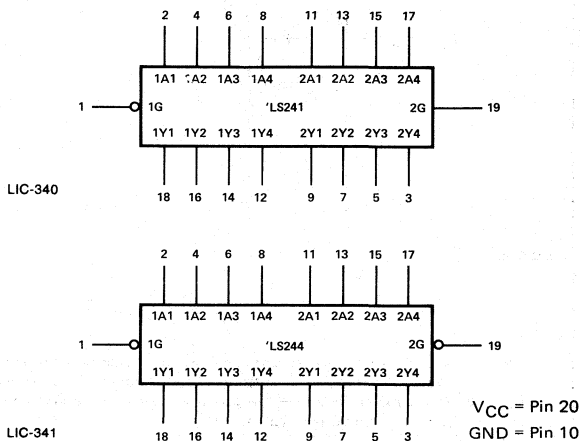 2 4 6 8 11 13 15 17
1A1 1A2 1A3 1A4 2A1 2A2 2A3 2A4
1 1G 'LS241 2G 19
1Y1 1Y2 1Y3 1Y4 2Y1 2Y2 2Y3 2Y4
LIC-340
18 16 14 12 9 7 5 3
2 4 6 8 11 13 15 17
1A1 1A2 1A3 1A4 2A1 2A2 2A3 2A4
1 1G 'LS244 2G 19
1Y1 1Y2 1Y3 1Y4 2Y1 2Y2 2Y3 2Y4
VCC = Pin 20
LIC-341
18 16 14 12 9 7 5 3
GND = Pin 10